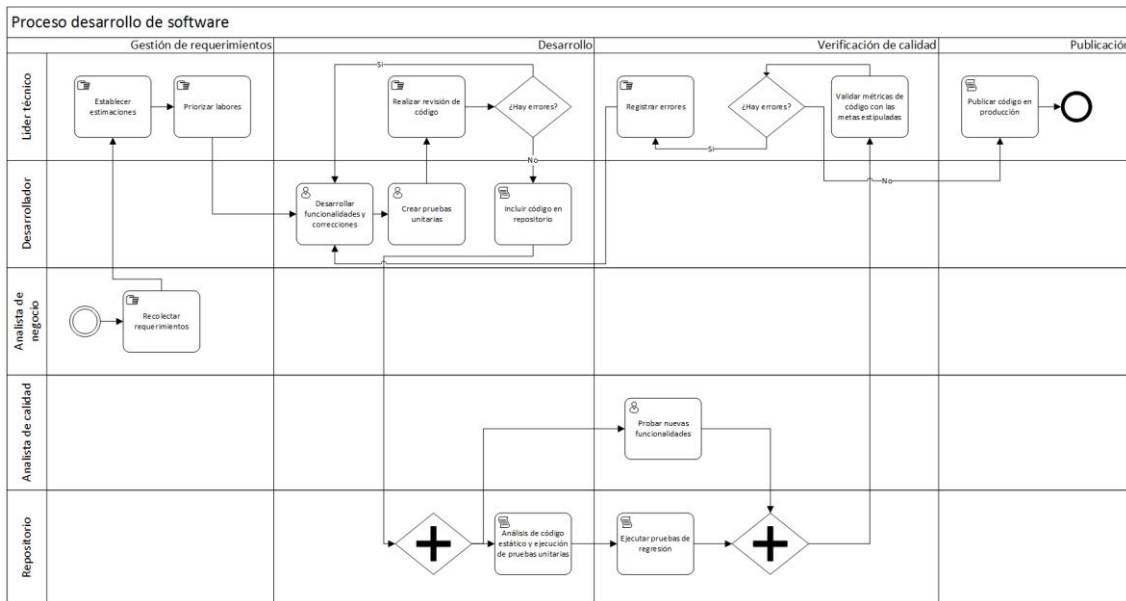 Proceso desarrollo de software
Gestión de requerimientos
Desarrollo
Verificación de calidad
Publicación
Líder técnico
Establecer
estimaciones
Priorizar labores
Si
Realizar revisión de
código
¿Hay errores?
No
Registrar errores
¿Hay errores?
Si
Validar métricas de
código con las
metas estipuladas
Publicar código en
producción
No
Desarrollador
Desarrollar
funcionalidades y
correcciones
Crear pruebas
unitarias
Incluir código en
repositorio
Analista de
negocio
Recolectar
requerimientos
Analista de calidad
Probar nuevas
funcionalidades
Repositorio
Análisis de código
estático y ejecución
de pruebas unitarias
Ejecutar pruebas de
regresión